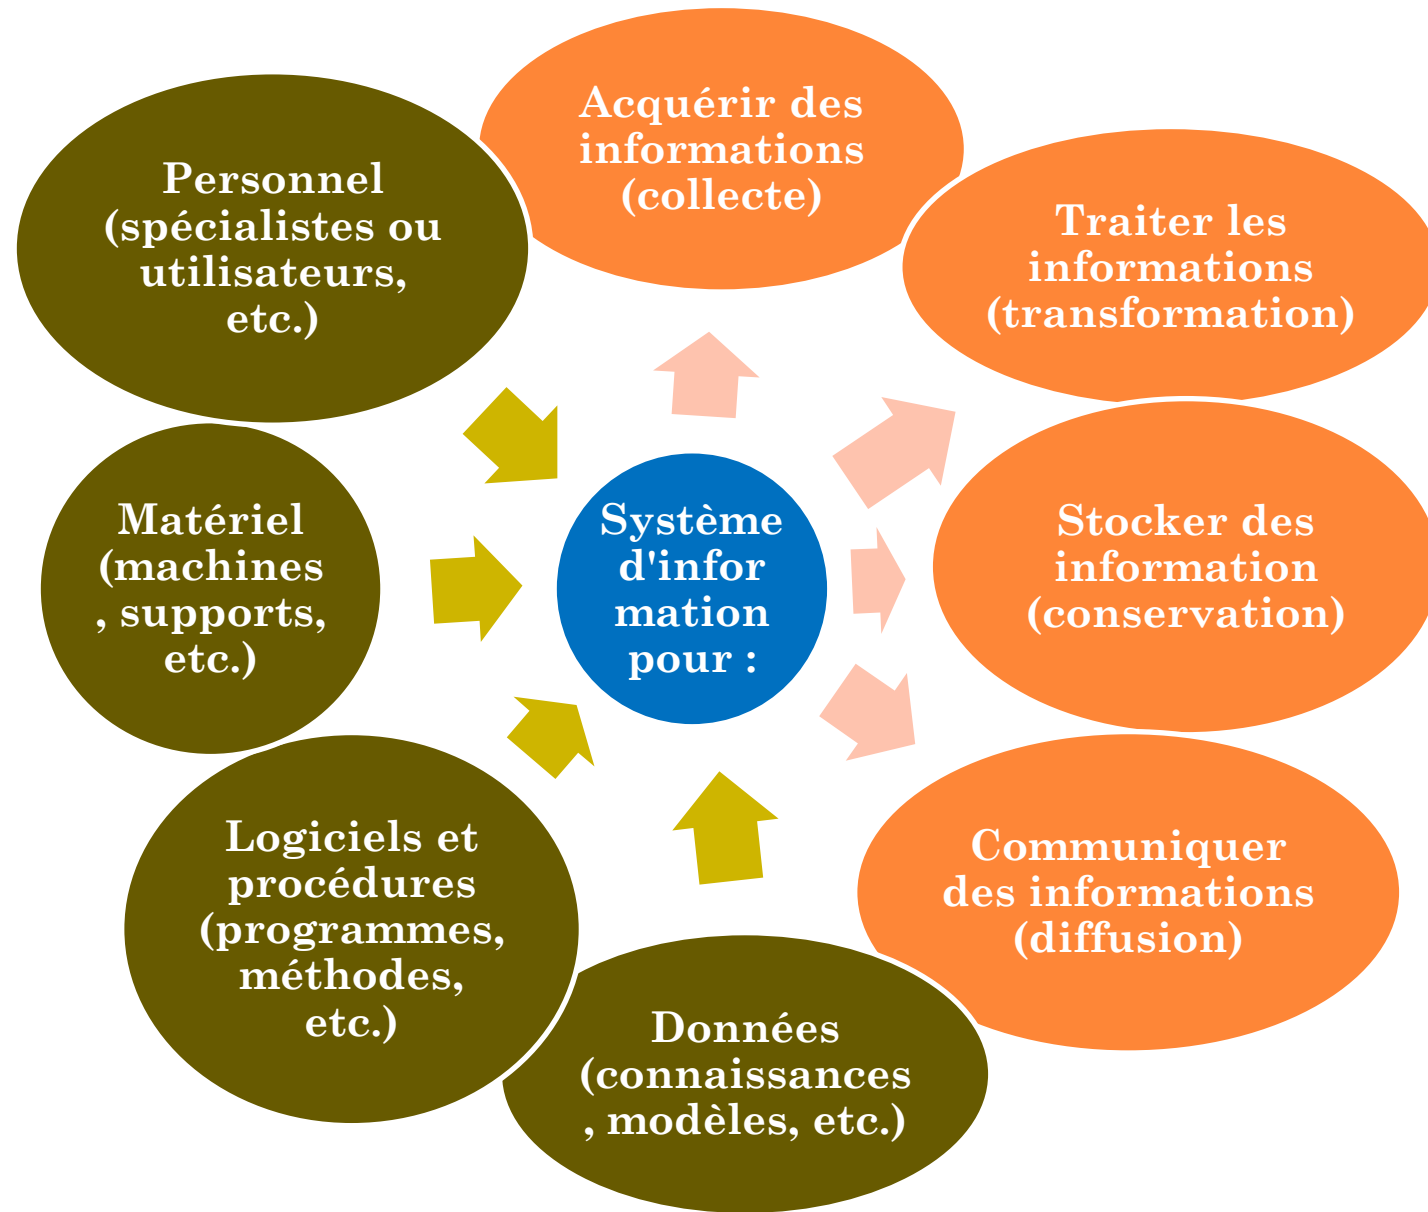 Acquérir des
informations
(collecte)
Personnel
(spécialistes ou
utilisateurs,
etc.)
Traiter les
informations
(transformation)
Matériel
(machines
, supports,
etc.)
Système
d'infor
mation
pour :
Stocker des
information
(conservation)
Logiciels et
procédures
(programmes,
méthodes,
etc.)
Communiquer
des informations
(diffusion)
Données
(connaissances
, modèles, etc.)